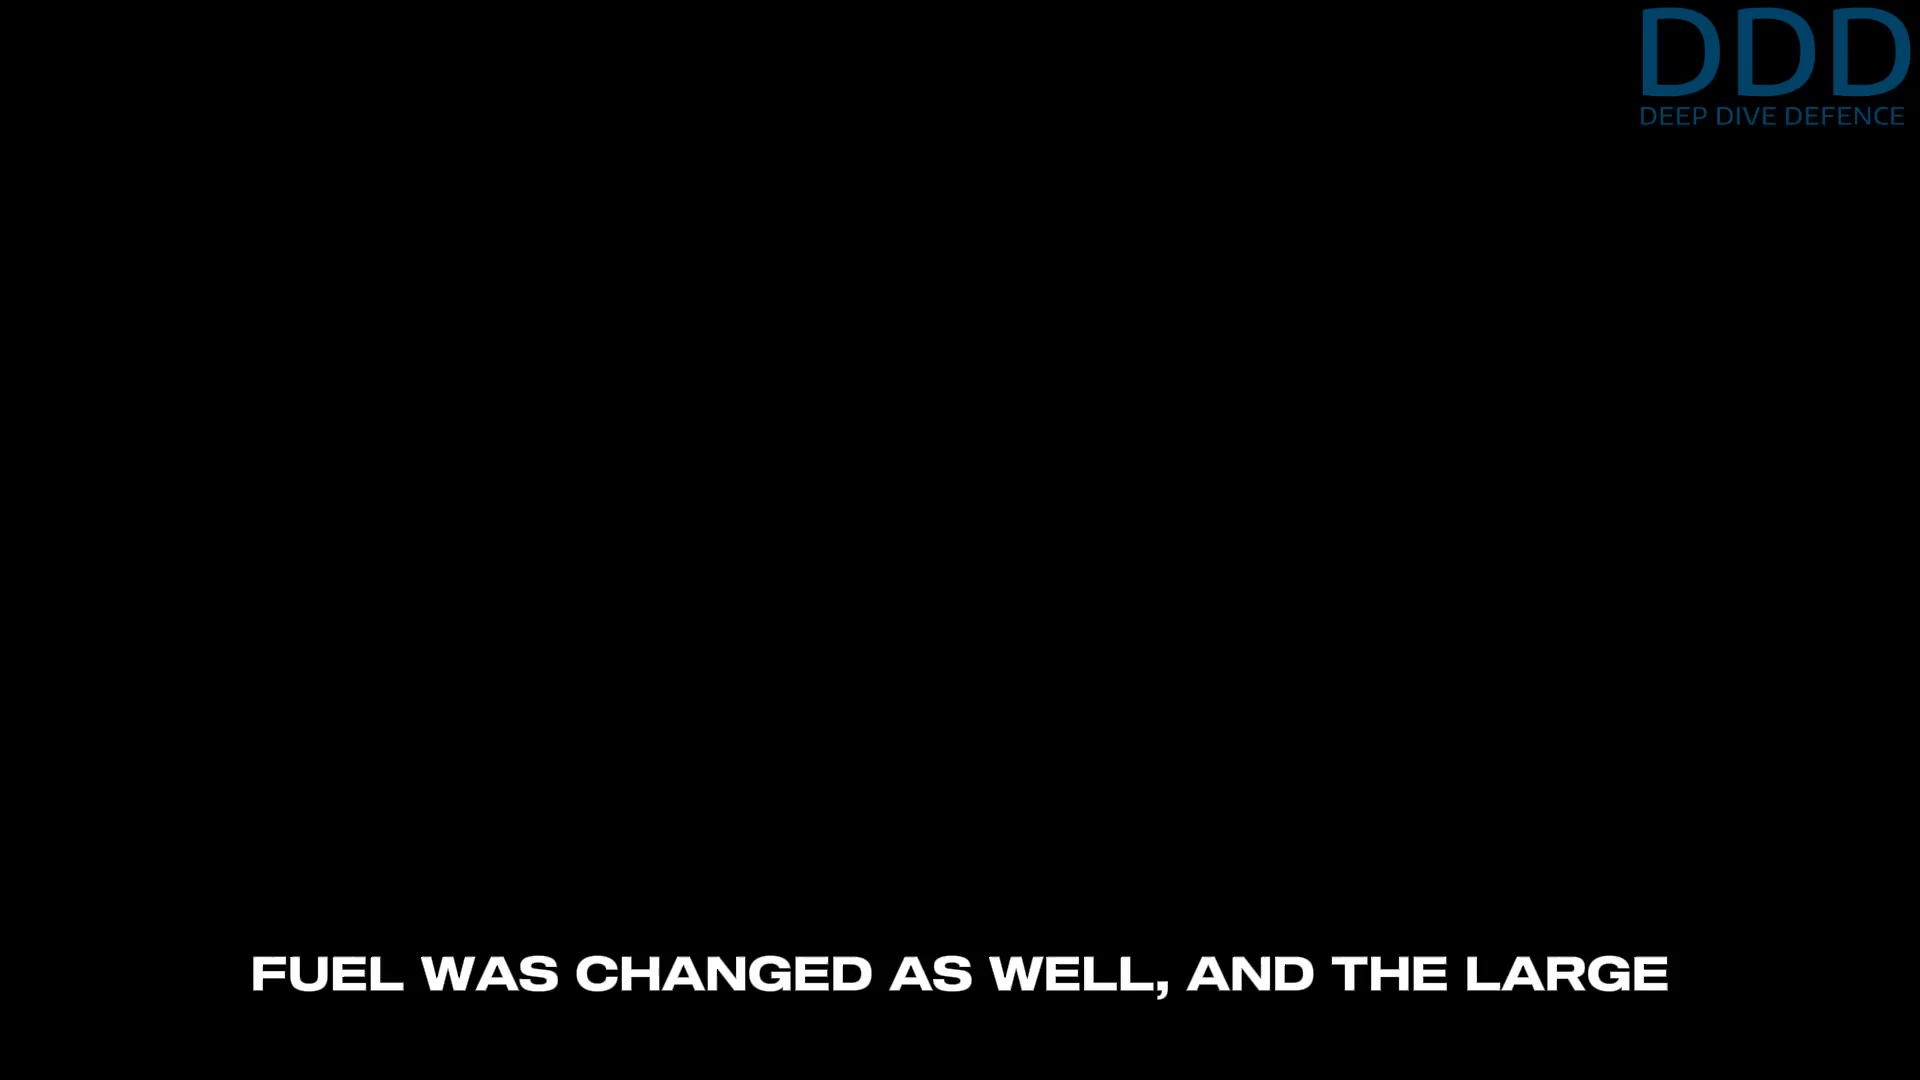 DDD
DEEP DIVE DEFENCE
FUEL WAS CHANGED AS WELL, AND THE LARGE